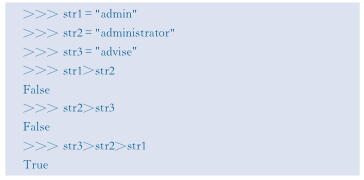 >>> str1 = "admin"
>>> str2 = "administrator"
>>> str3 = "advise"
>>> str1>str2
False
>>> str2>str3
False
>>> str3>str2>str1
True